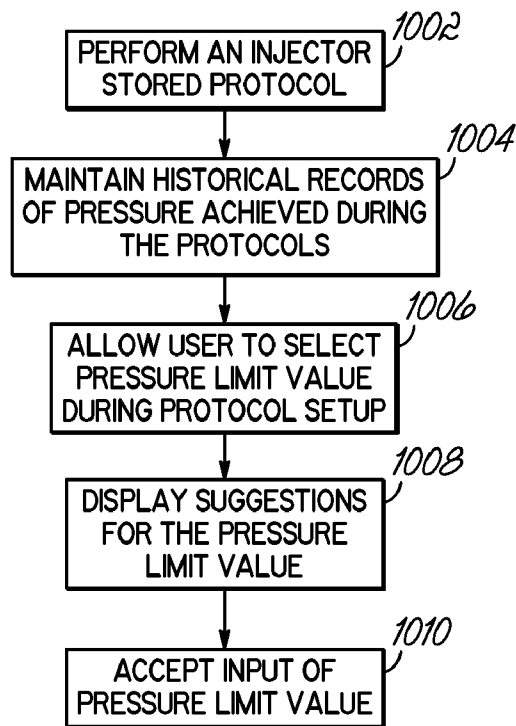 1002
PERFORM AN INJECTOR
STORED PROTOCOL
1004
MAINTAIN HISTORICAL RECORDS
OF PRESSURE ACHIEVED DURING
THE PROTOCOLS
1006
ALLOW USER TO SELECT
PRESSURE LIMIT VALUE
DURING PROTOCOL SETUP
1008
DISPLAY SUGGESTIONS
FOR THE PRESSURE
LIMIT VALUE
1010
ACCEPT INPUT OF
PRESSURE LIMIT VALUE